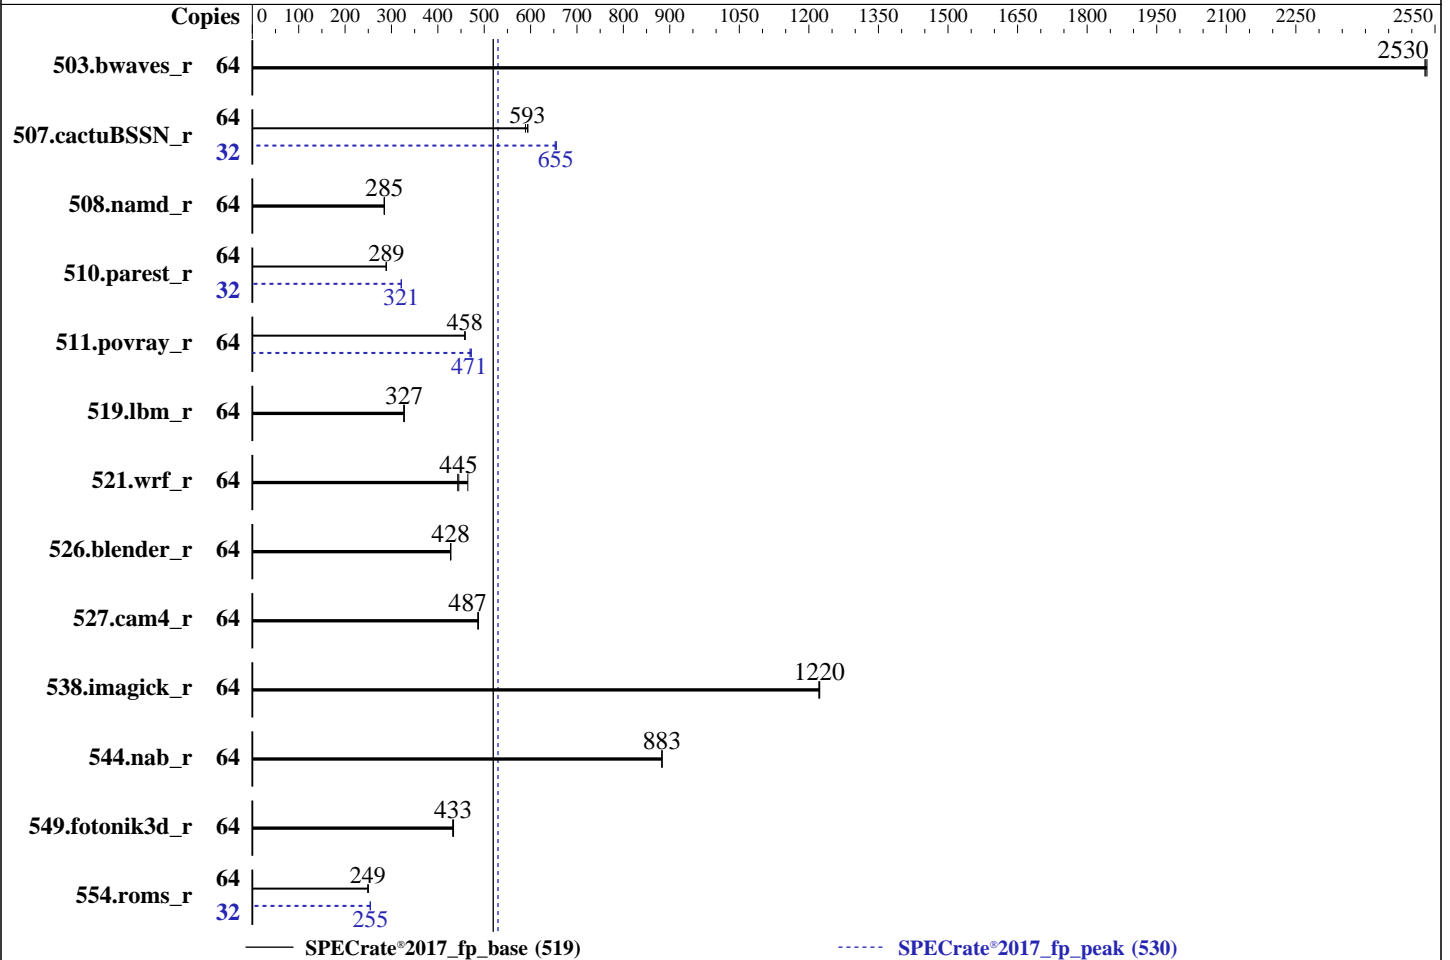 Copies 0 100 200 300 400 500 600 700 800 900 1050 1200 1350 1500 1650 1800 1950 2100 2250 2550
503.bwaves_r 64 2530
507.cactuBSSN_r 64 593
32 655
508.namd_r 64 285
510.parest_r 64 289
32 321
511.povray_r 64 458
471
519.lbm_r 64 327
521.wrf_r 64 445
526.blender_r 64 428
527.cam4_r 64 487
538.imagick_r 64 1220
544.nab_r 64 883
549.fotonik3d_r 64 433
554.roms_r 64 249
32 255
SPECrate®2017_fp_base (519) SPECrate®2017_fp_peak (530)